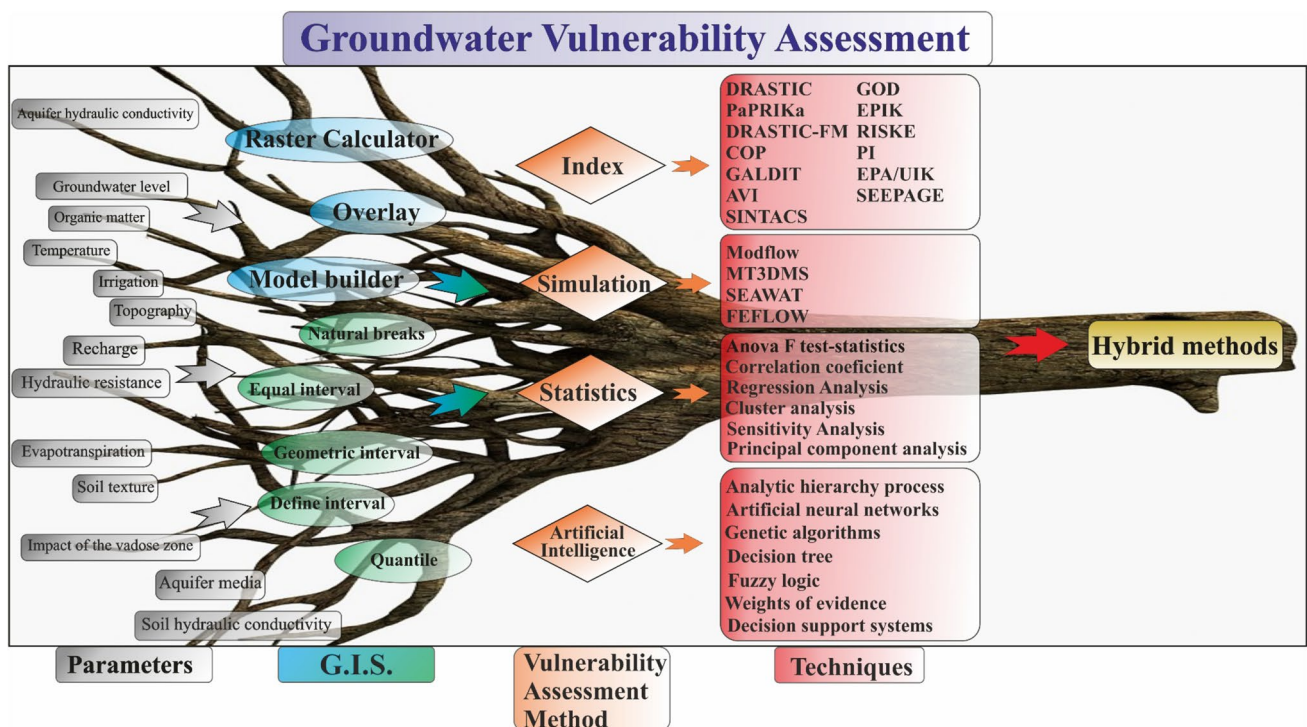 Groundwater Vulnerability Assessment
Aquifer hydraulic conductivity
Groundwater level
Organic matter
Temperature
Irrigation
Topography
Recharge
Hydraulic resistance
Evapotranspiration
Soil texture
Impact of the vadose zone
Aquifer media
Soil hydraulic conductivity
Raster Calculator
Overlay
Model builder
Natural breaks
Equal interval
Geometric interval
Define interval
Quantile
Index
Simulation
Statistics
Artificial
Intelligence
DRASTIC GOD
PaPRIKa EPIK
DRASTIC-FM RISKE
COP PI
GALDIT EPA/UIK
AVI SEEPAGE
SINTACS
Modflow
MT3DMS
SEAWAT
FEFLOW
Anova F test-statistics
Correlation coeficient
Regression Analysis
Cluster analysis
Sensitivity Analysis
Principal component analysis
Analytic hierarchy process
Artificial neural networks
Genetic algorithms
Decision tree
Fuzzy logic
Weights of evidence
Decision support systems
Hybrid methods
Parameters
G.I.S.
Vulnerability
Assessment
Method
Techniques